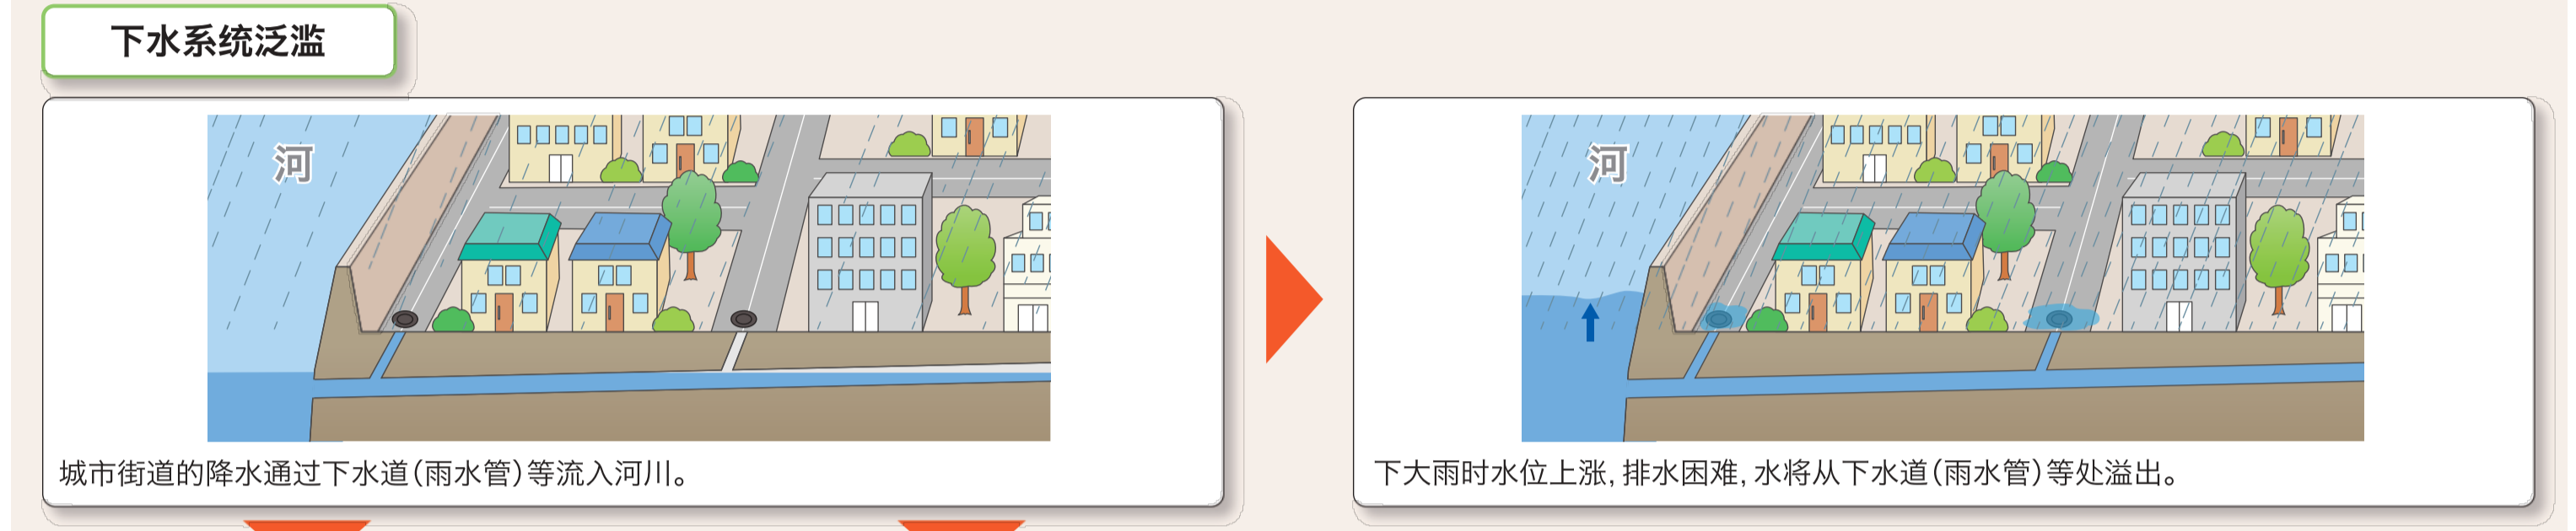 下水系统泛滥
河
城市街道的降水通过下水道(雨水管)等流入河川。
河
下大雨时水位上涨, 排水困难, 水将从下水道(雨水管)等处溢出。